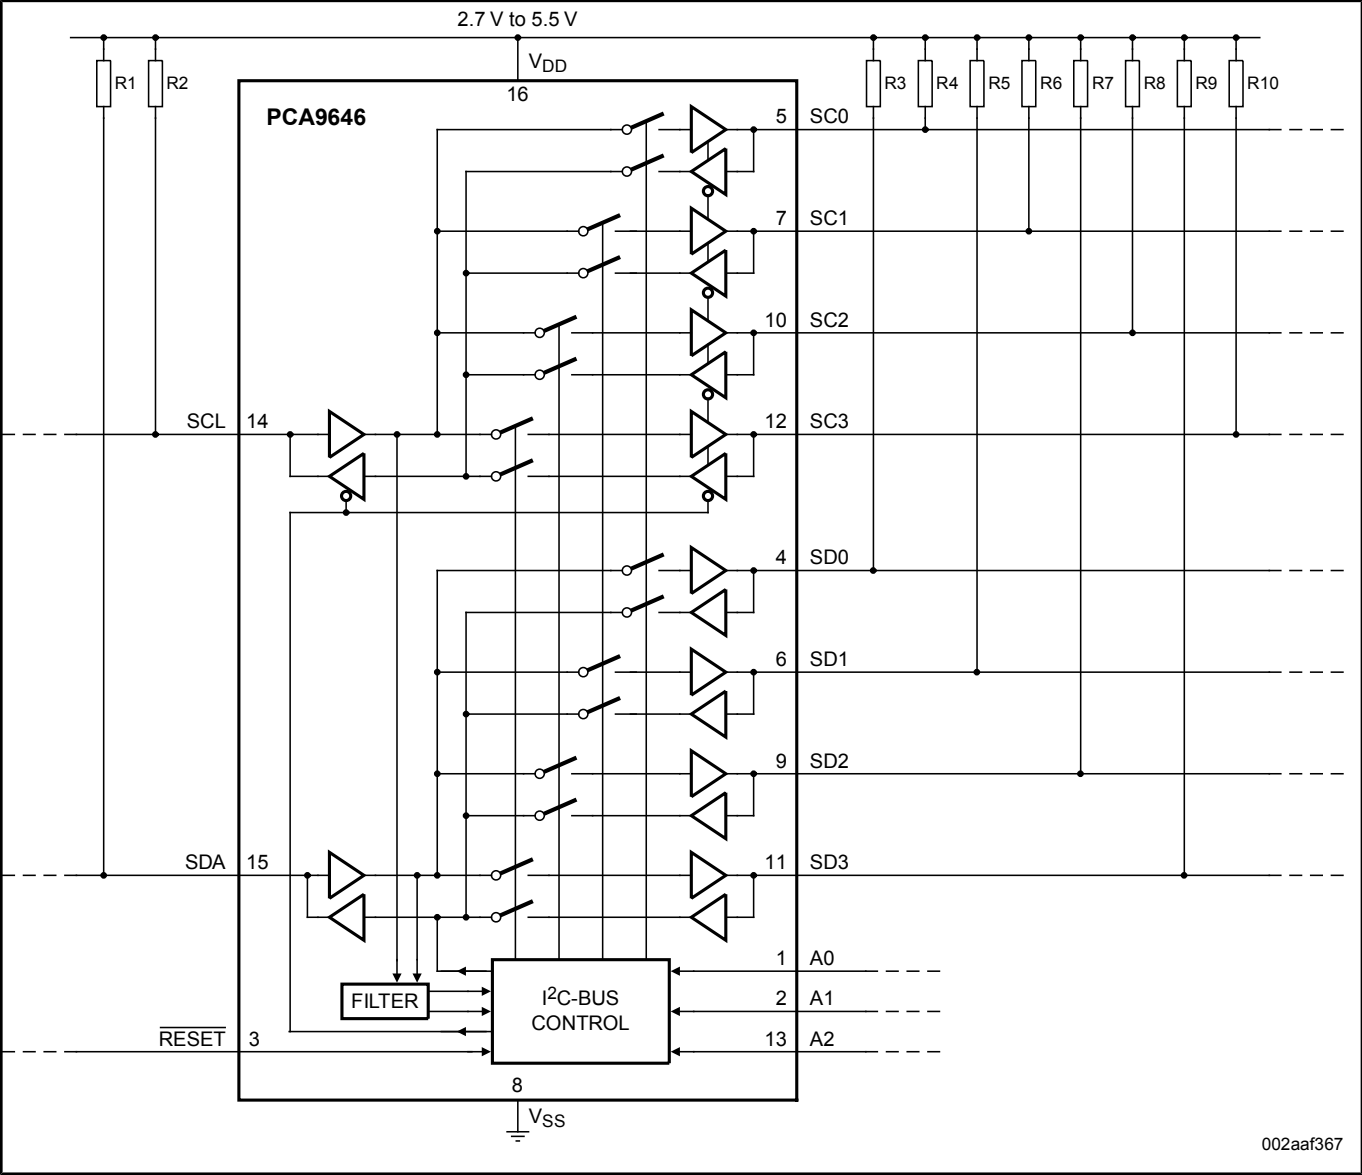 2.7 V to 5.5 V
VDD
R1 R2 R3 R4 R5 R6 R7 R8 R9 R10
16
PCA9646
5 SC0
7 SC1
10 SC2
SCL 14 12 SC3
4 SD0
6 SD1
9 SD2
SDA 15 11 SD3
1 A0
FILTER I2C-BUS 2 A1
CONTROL
RESET 3 13 A2
8
VSS
002aaf367